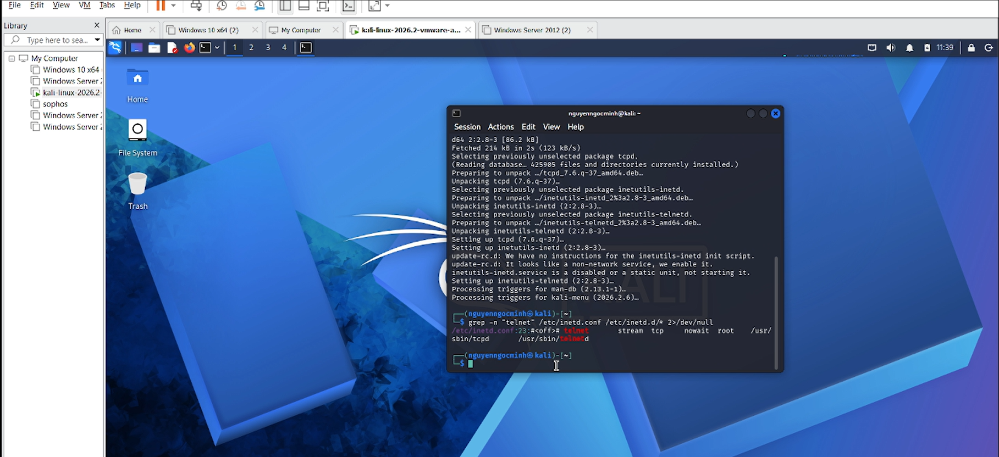 File Edit View VM Tabs Help
Library
Type here to sea...
My Computer
Windows 10 x64
Windows Server
kali-linux-2026.2-
sophos
Windows Server
Windows Server
Home
Windows 10 x64 (2)
My Computer
kali-linux-2026.2-vmware-a...
Windows Server 2012 (2)
1 2 3 4
11:39
Home
File System
Trash
nguyenngocminh@kali: ~
Session Actions Edit View Help
d64 2:2.8-3 [86.2 kB]
Fetched 214 kB in 2s (123 kB/s)
Selecting previously unselected package tcpd.
(Reading database… 425905 files and directories currently installed.)
Preparing to unpack …/tcpd_7.6.q-37_amd64.deb…
Unpacking tcpd (7.6.q-37)…
Selecting previously unselected package inetutils-inetd.
Preparing to unpack …/inetutils-inetd_2%3a2.8-3_amd64.deb…
Unpacking inetutils-inetd (2:2.8-3)…
Selecting previously unselected package inetutils-telnetd.
Preparing to unpack …/inetutils-telnetd_2%3a2.8-3_amd64.deb…
Unpacking inetutils-telnetd (2:2.8-3)…
Setting up tcpd (7.6.q-37)…
Setting up inetutils-inetd (2:2.8-3)…
update-rc.d: We have no instructions for the inetutils-inetd init script.
update-rc.d: It looks like a non-network service, we enable it.
inetutils-inetd.service is a disabled or a static unit, not starting it.
Setting up inetutils-telnetd (2:2.8-3)…
Processing triggers for man-db (2.13.1-1)…
Processing triggers for kali-menu (2026.2.6)…
┌──(nguyenngocminh㉿kali)-[~]
└─$ grep -n "telnet" /etc/inetd.conf /etc/inetd.d/* 2>/dev/null
/etc/inetd.conf:23:#<off># telnet stream tcp nowait root /usr/
sbin/tcpd /usr/sbin/telnetd
┌──(nguyenngocminh㉿kali)-[~]
└─$
KALI